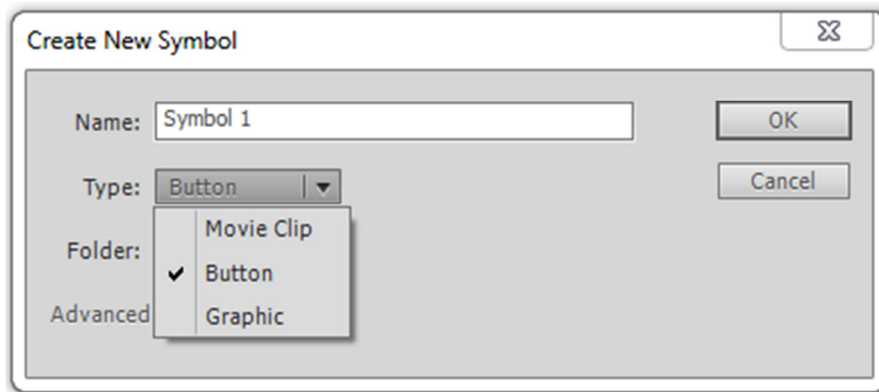 Create New Symbol
Name: Symbol 1 OK
Type: Button Cancel
Movie Clip
Folder:
Button
Advanced
Graphic